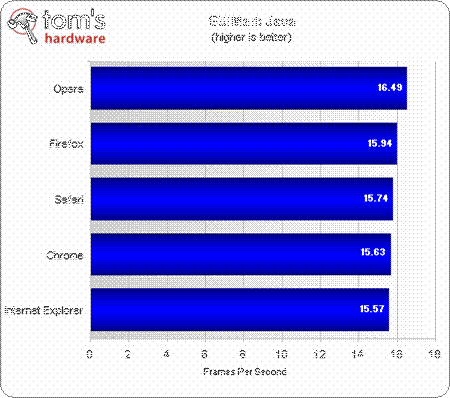 tom's
hardware
GUIMark Java
(higher is better)
Opera
16.49
Firefox
15.94
Safari
15.74
Chrome
15.63
Internet Explorer
15.57
0 2 4 6 8 10 12 14 16 18
Frames Per Second